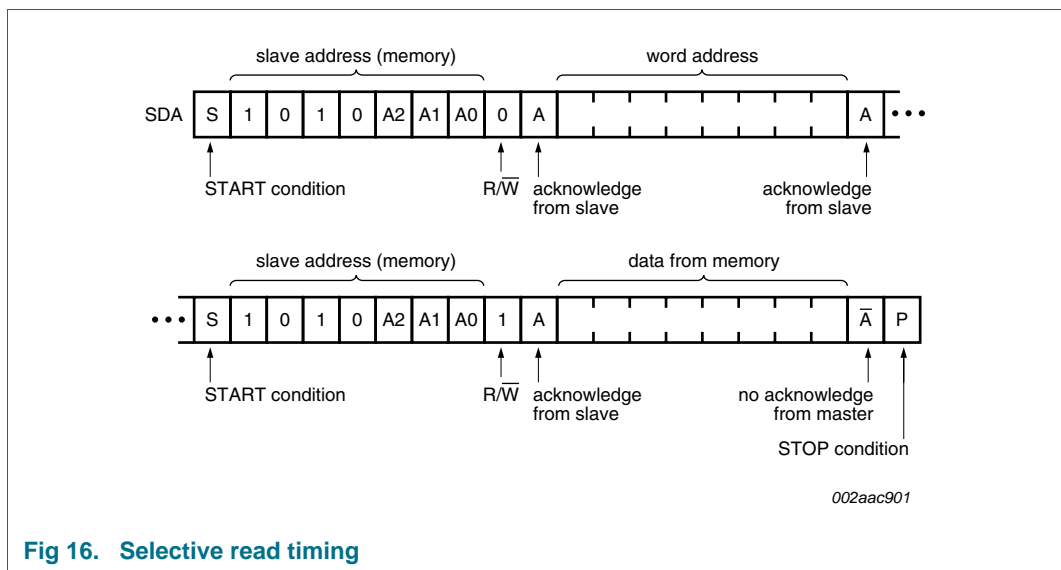 slave address (memory) word address
SDA S 1 0 1 0 A2 A1 A0 0 A A •••
START condition R/W̅ acknowledge from slave acknowledge from slave
slave address (memory) data from memory
••• S 1 0 1 0 A2 A1 A0 1 A A̅ P
START condition R/W̅ acknowledge from slave no acknowledge from master
STOP condition
002aac901
Fig 16. Selective read timing